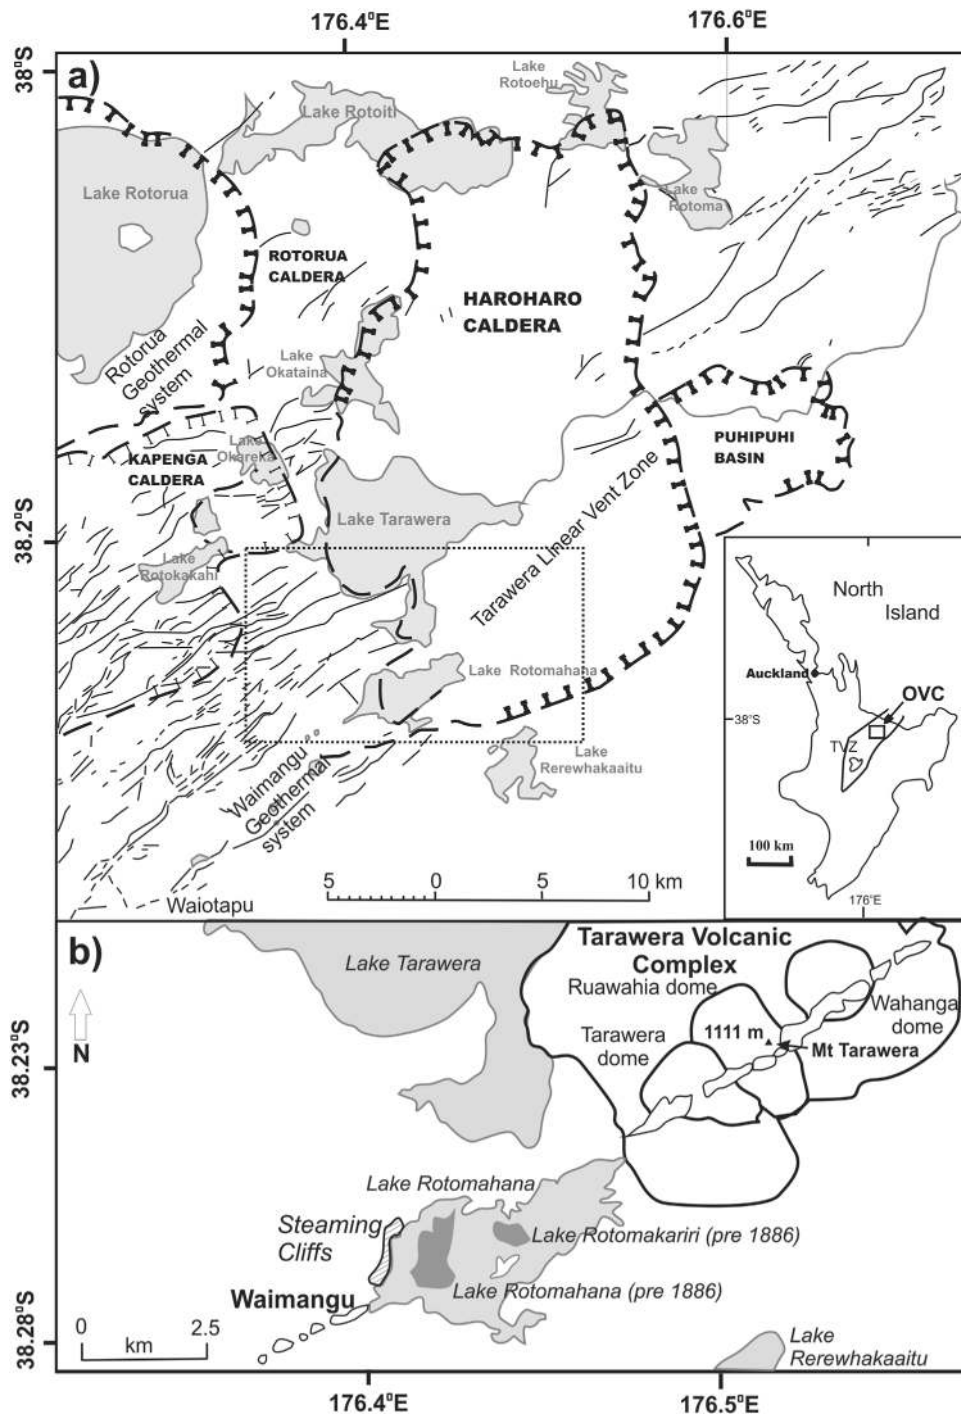 176.4°E
176.6°E
38°S
a)
Lake
Rotoehu
Lake Rotoiti
Lake Rotorua
Lake
Rotoma
ROTORUA
CALDERA
HAROHARO
CALDERA
Rotorua
Geothermal
system
Lake
Okataina
KAPENGA
CALDERA
Lake
Okareka
PUHIPUHI
BASIN
38.2°S
Lake Tarawera
Tarawera Linear Vent Zone
Lake
Rotokakahi
Lake Rotomahana
Lake
Rerewhakaaitu
Waimangu
Geothermal
system
Waiotapu
5 0 5 10 km
North
Island
Auckland
OVC
38°S
TVZ
100 km
176°E
b)
N
Lake Tarawera
Tarawera Volcanic
Complex
Ruawahia dome
Wahanga
dome
Tarawera
dome
1111 m
Mt Tarawera
38.23°S
Lake Rotomahana
Steaming
Cliffs
Lake Rotomakariri (pre 1886)
Lake Rotomahana (pre 1886)
Waimangu
0 2.5
km
38.28°S
Lake
Rerewhakaaitu
176.4°E
176.5°E